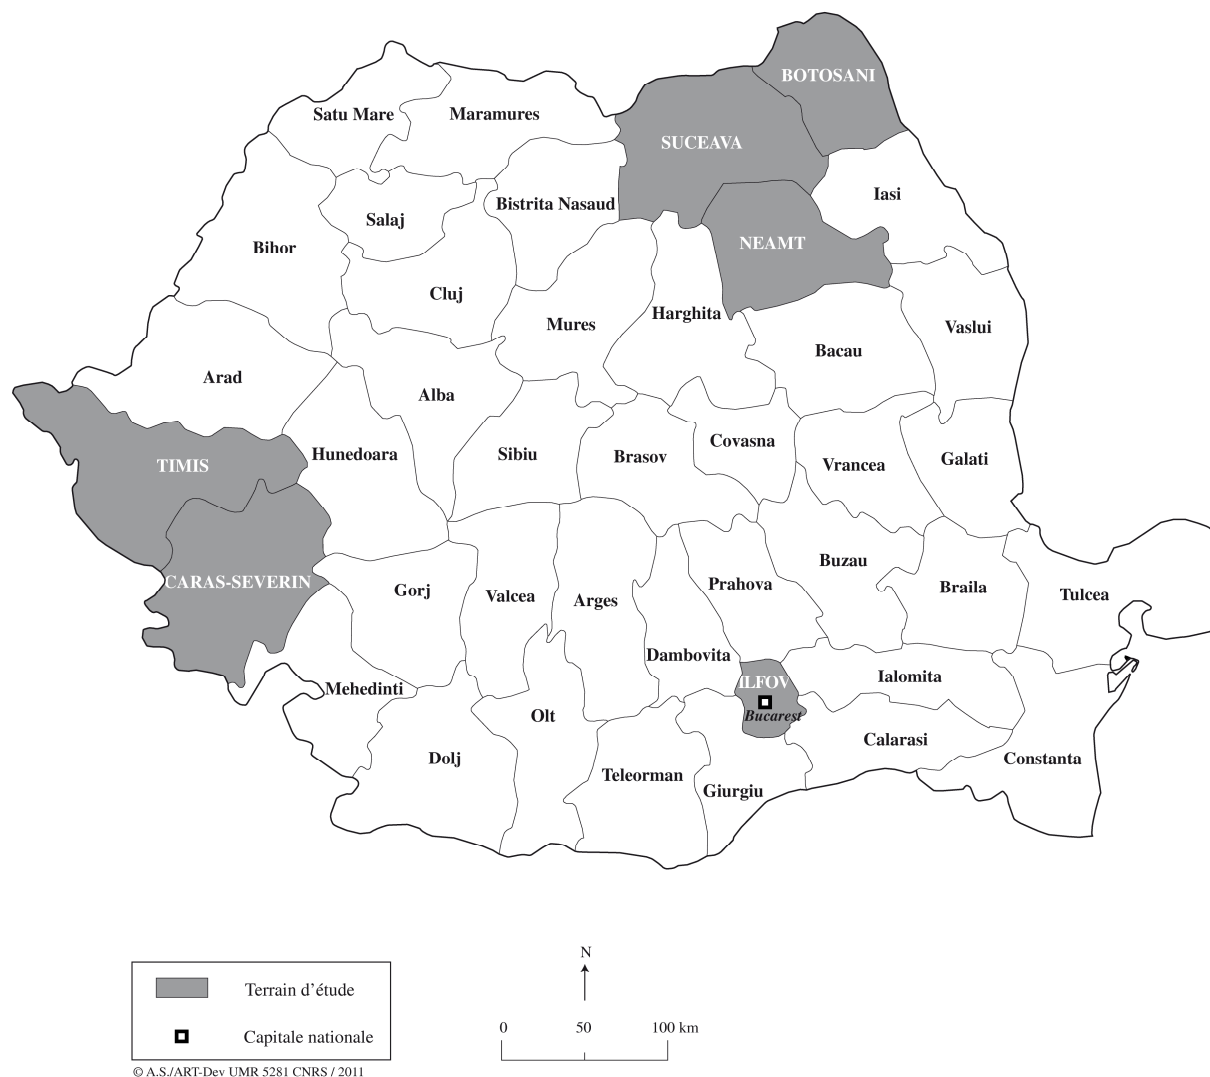 BOTOSANI
Satu Mare
Maramures
SUCEAVA
Iasi
Bistrita Nasaud
Salaj
NEAMT
Bihor
Cluj
Harghita
Mures
Vaslui
Bacau
Arad
Alba
Covasna
Hunedoara
Sibiu
Brasov
Galati
TIMIS
Vrancea
Buzau
CARAS-SEVERIN
Prahova
Braila
Gorj
Valcea
Arges
Tulcea
Dambovita
Ialomita
ILFOV
Mehedinti
Olt
Bucarest
Calarasi
Dolj
Constanta
Teleorman
Giurgiu
N
Terrain d’étude
0 50 100 km
Capitale nationale
© A.S./ART-Dev UMR 5281 CNRS / 2011